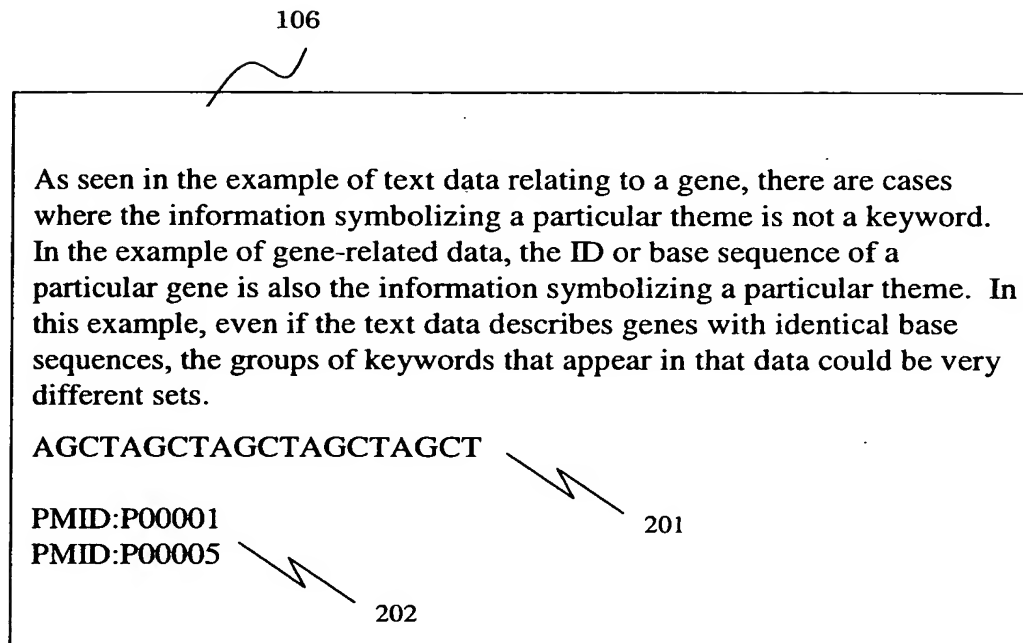 106
As seen in the example of text data relating to a gene, there are cases
where the information symbolizing a particular theme is not a keyword.
In the example of gene-related data, the ID or base sequence of a
particular gene is also the information symbolizing a particular theme.  In
this example, even if the text data describes genes with identical base
sequences, the groups of keywords that appear in that data could be very
different sets.
AGCTAGCTAGCTAGCTAGCT
201
PMID:P00001
PMID:P00005
202